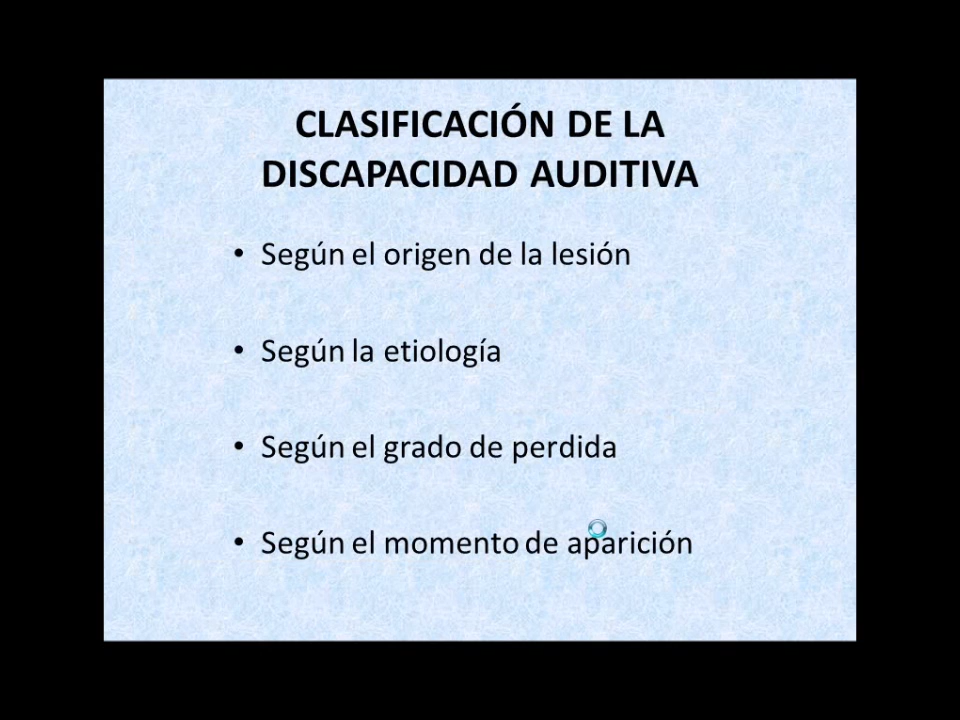 CLASIFICACIÓN DE LA
DISCAPACIDAD AUDITIVA
• Según el origen de la lesión
• Según la etiología
• Según el grado de perdida
• Según el momento de aparición